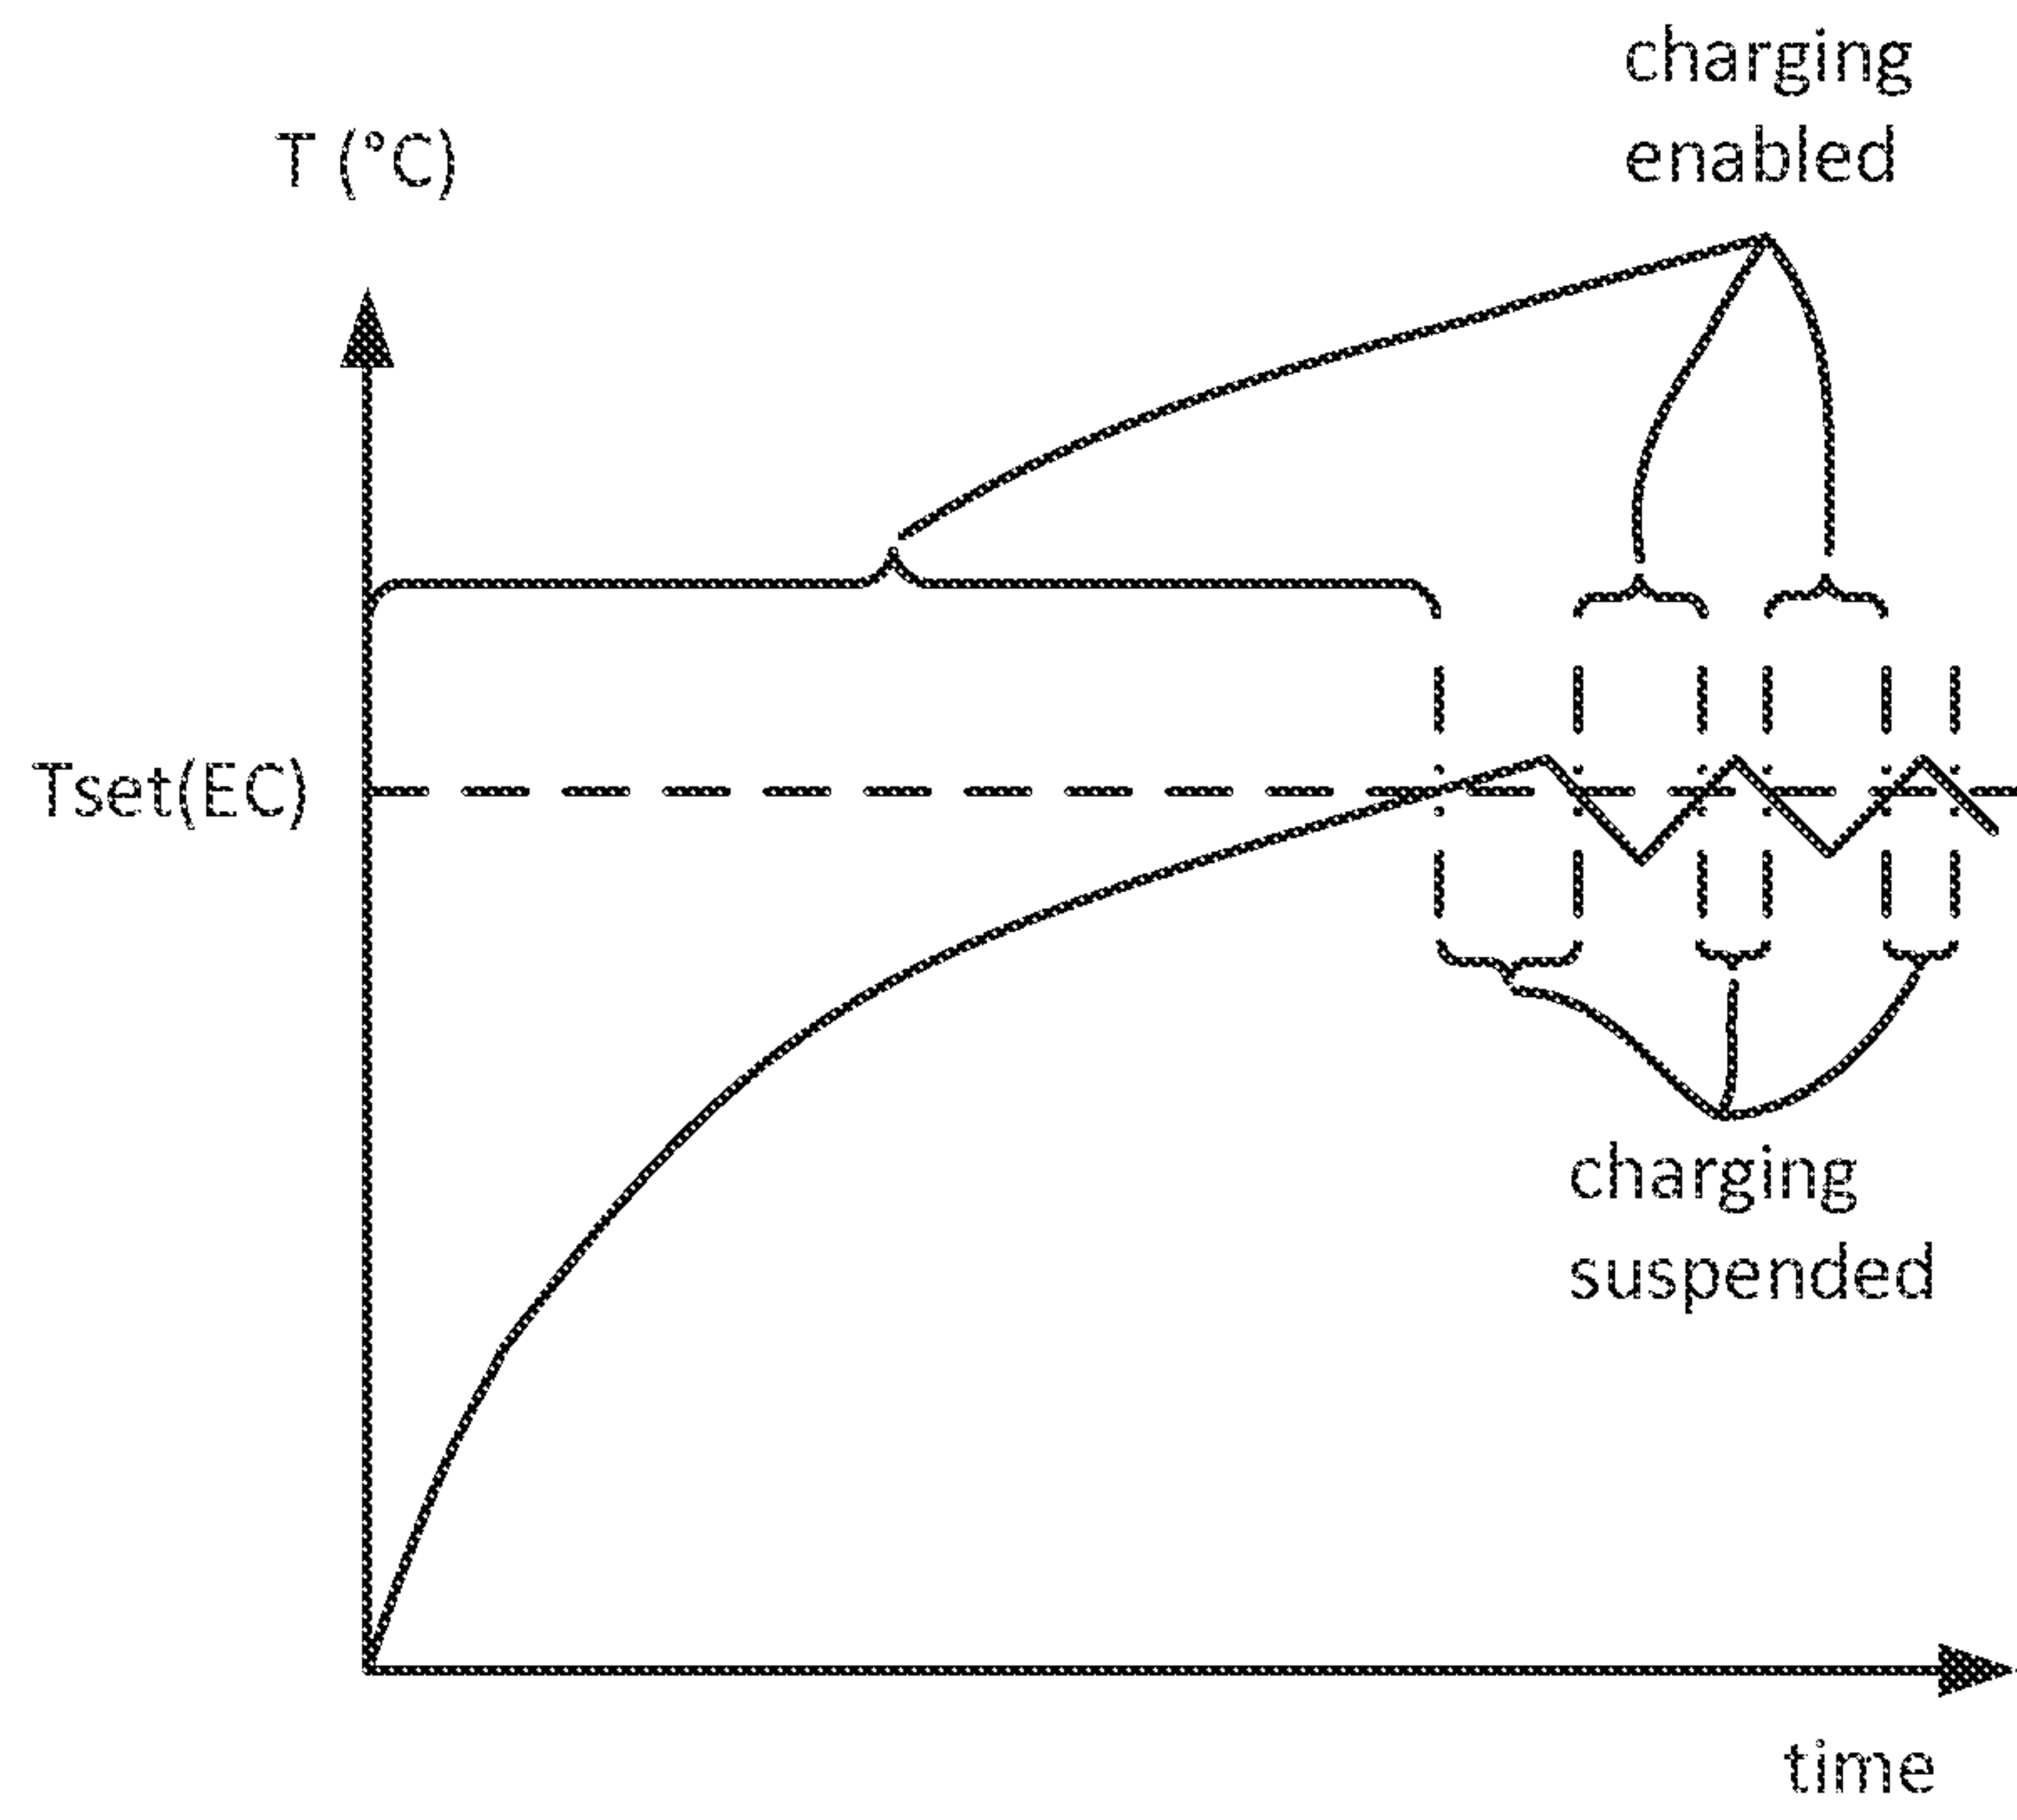 charging
enabled
T (°C)
Tset(EC)
charging
suspended
time